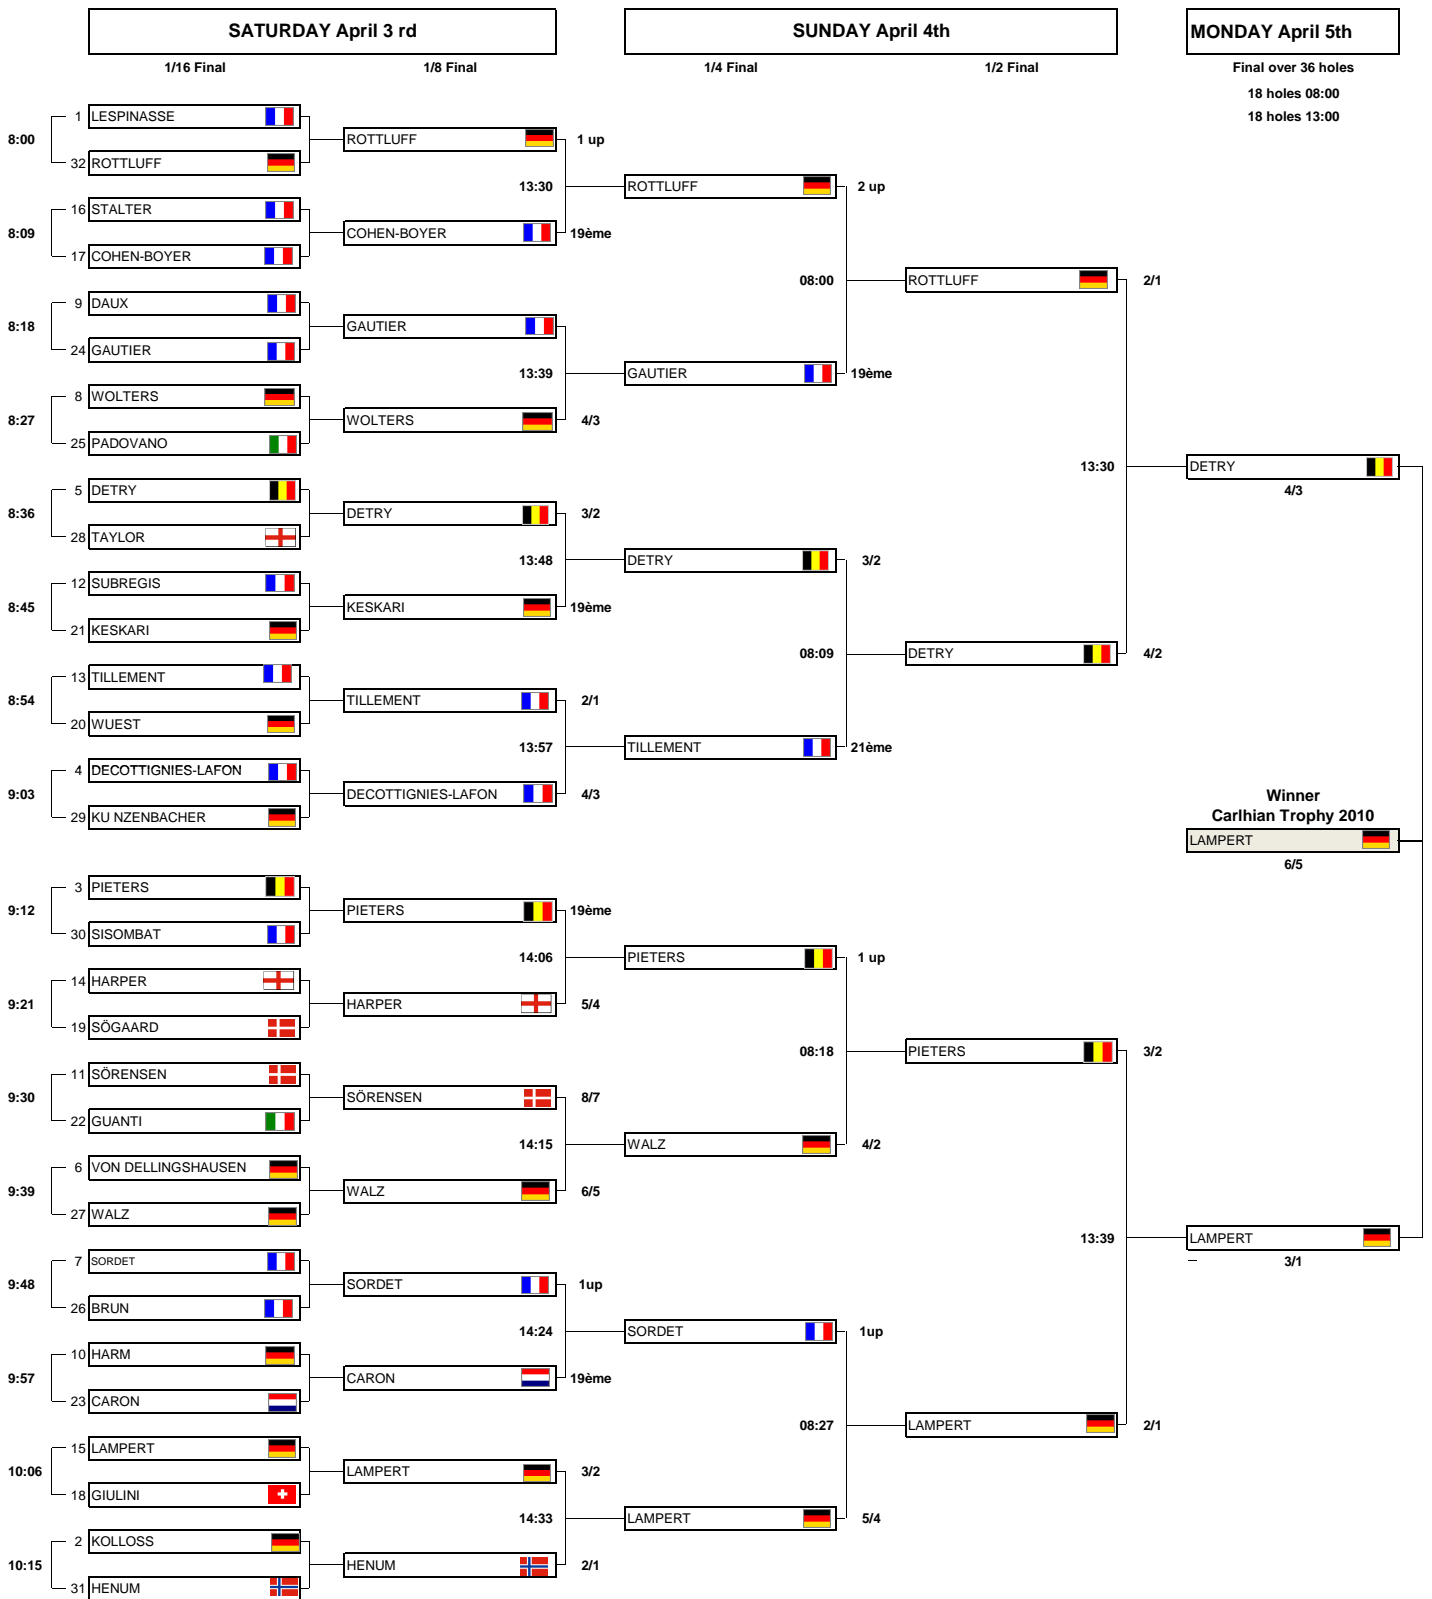 SATURDAY April 3 rd
SUNDAY April 4th
MONDAY April 5th
1/16 Final
1/8 Final
1/4 Final
1/2 Final
Final over 36 holes
18 holes 08:00
18 holes 13:00
1 LESPINASSE
8:00
ROTTLUFF 1 up
32 ROTTLUFF
13:30
ROTTLUFF 2 up
16 STALTER
8:09
COHEN-BOYER 19ème
17 COHEN-BOYER
08:00
ROTTLUFF 2/1
9 DAUX
8:18
GAUTIER
24 GAUTIER
13:39
GAUTIER 19ème
8 WOLTERS
8:27
WOLTERS 4/3
25 PADOVANO
13:30
DETRY
4/3
5 DETRY
8:36
DETRY 3/2
28 TAYLOR
13:48
DETRY 3/2
12 SUBREGIS
8:45
KESKARI 19ème
21 KESKARI
08:09
DETRY 4/2
13 TILLEMENT
8:54
TILLEMENT 2/1
20 WUEST
13:57
TILLEMENT 21ème
4 DECOTTIGNIES-LAFON
9:03
DECOTTIGNIES-LAFON 4/3
29 KU NZENBACHER
Winner
Carlhian Trophy 2010
LAMPERT
6/5
3 PIETERS
9:12
PIETERS 19ème
30 SISOMBAT
14:06
PIETERS 1 up
14 HARPER
9:21
HARPER 5/4
19 SÖGAARD
08:18
PIETERS 3/2
11 SÖRENSEN
9:30
SÖRENSEN 8/7
22 GUANTI
14:15
WALZ 4/2
6 VON DELLINGSHAUSEN
9:39
WALZ 6/5
27 WALZ
13:39
LAMPERT
3/1
7 SORDET
9:48
SORDET 1up
26 BRUN
14:24
SORDET 1up
10 HARM
9:57
CARON 19ème
23 CARON
08:27
LAMPERT 2/1
15 LAMPERT
10:06
LAMPERT 3/2
18 GIULINI
14:33
LAMPERT 5/4
2 KOLLOSS
10:15
HENUM 2/1
31 HENUM